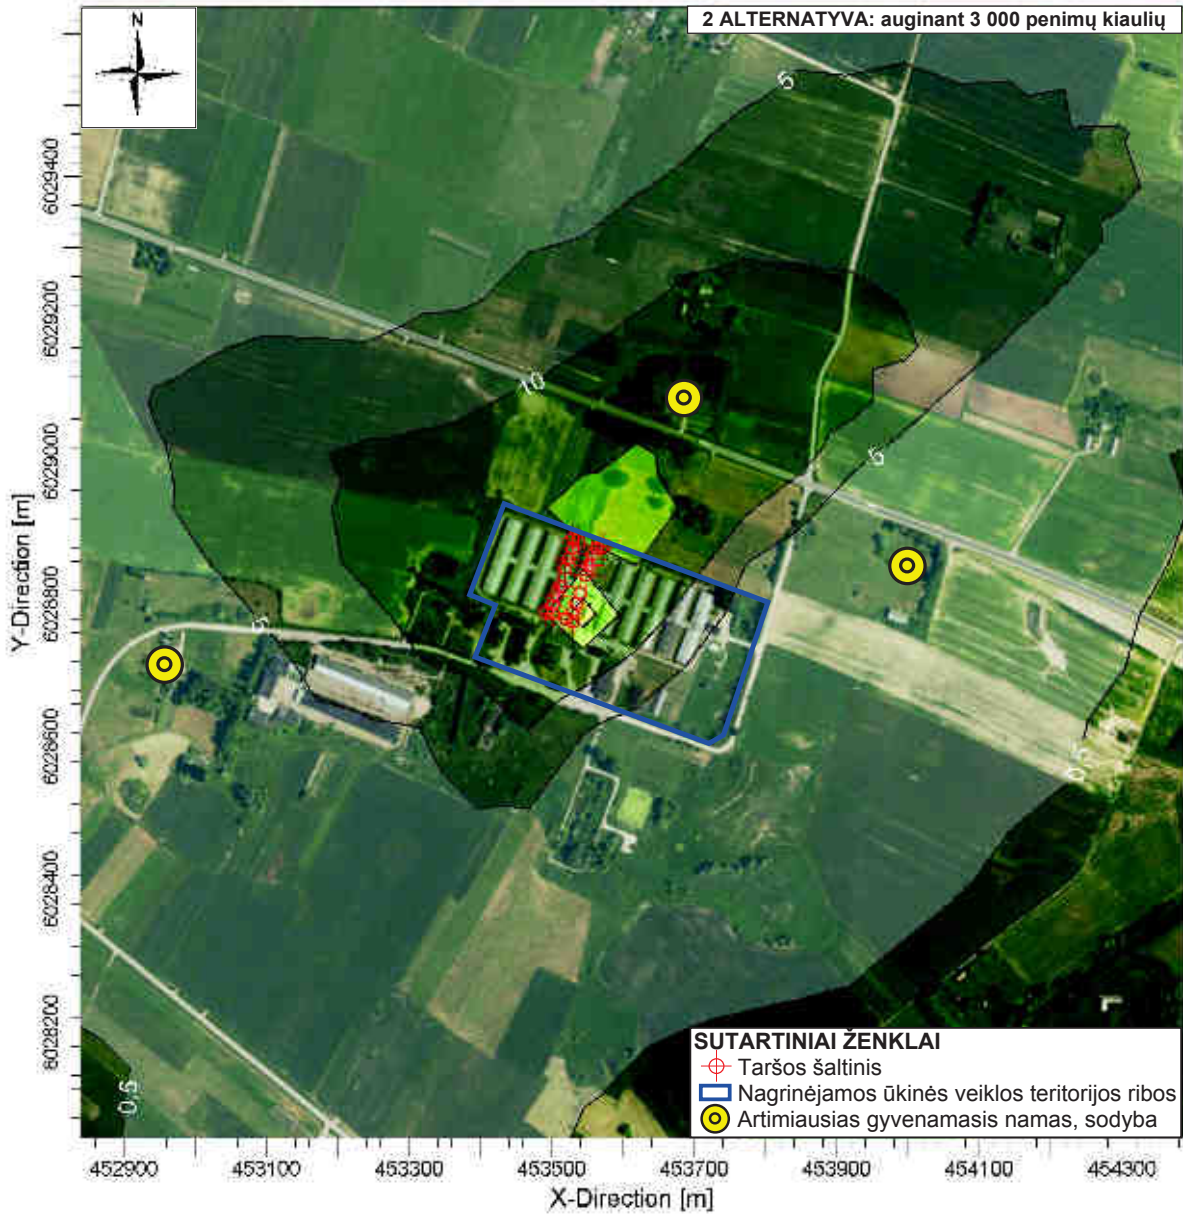 2 ALTERNATYVA: auginant 3 000 penimų kiaulių
N
5
10
5
5
0,5
0,5
6029400
6029200
6029000
6028800
6028600
6028400
6028200
Y-Direction [m]
SUTARTINIAI ŽENKLAI
Taršos šaltinis
Nagrinėjamos ūkinės veiklos teritorijos ribos
Artimiausias gyvenamasis namas, sodyba
452900 453100 453300 453500 453700 453900 454100 454300
X-Direction [m]